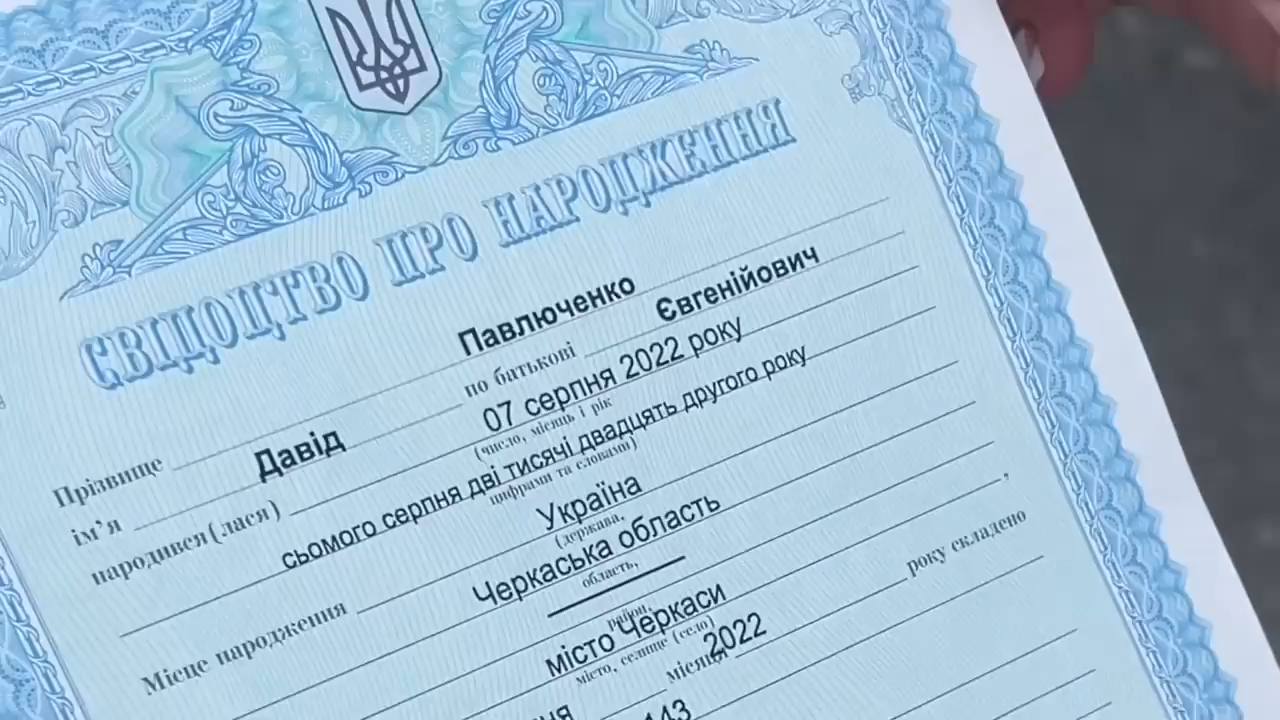 СВІДОЦТВО ПРО НАРОДЖЕННЯ
Прізвище Павлюченко
ім’я Давід по батькові Євгенійович
народився(лася) 07 серпня 2022 року
(число, місяць і рік
сьомого серпня дві тисячі двадцять другого року
цифрами та словами)
Місце народження Україна
(держава,
Черкаська область
область,
район,
місто Черкаси
місто, селище (село)
місяця 2022 року складено
143